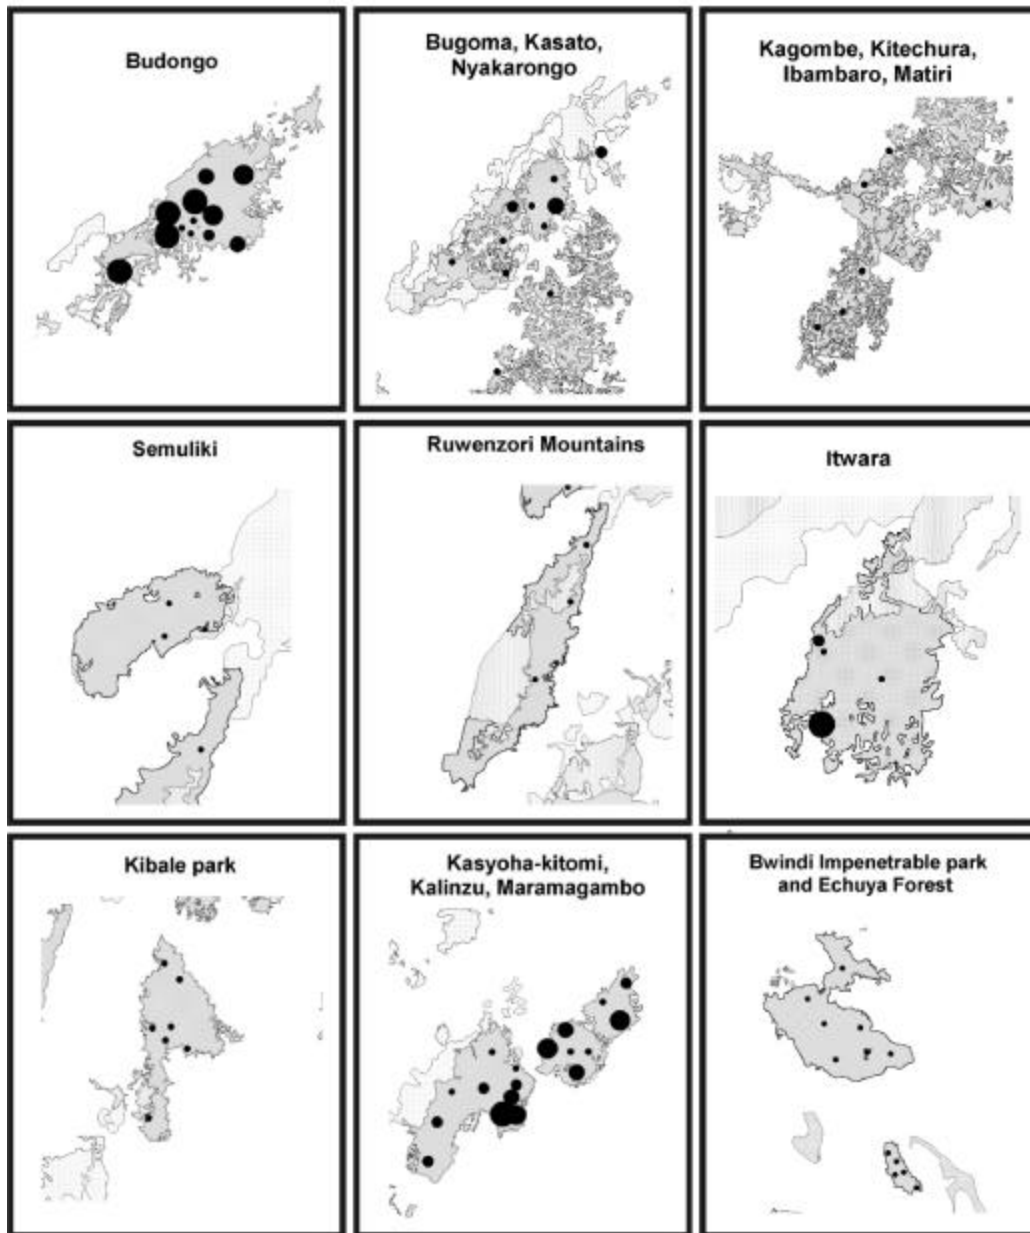 Budongo
Bugoma, Kasato,
Nyakarongo
Kagombe, Kitechura,
Ibambaro, Matiri
Semuliki
Ruwenzori Mountains
Itwara
Kibale park
Kasyoha-kitomi,
Kalinzu, Maramagambo
Bwindi Impenetrable park
and Echuya Forest